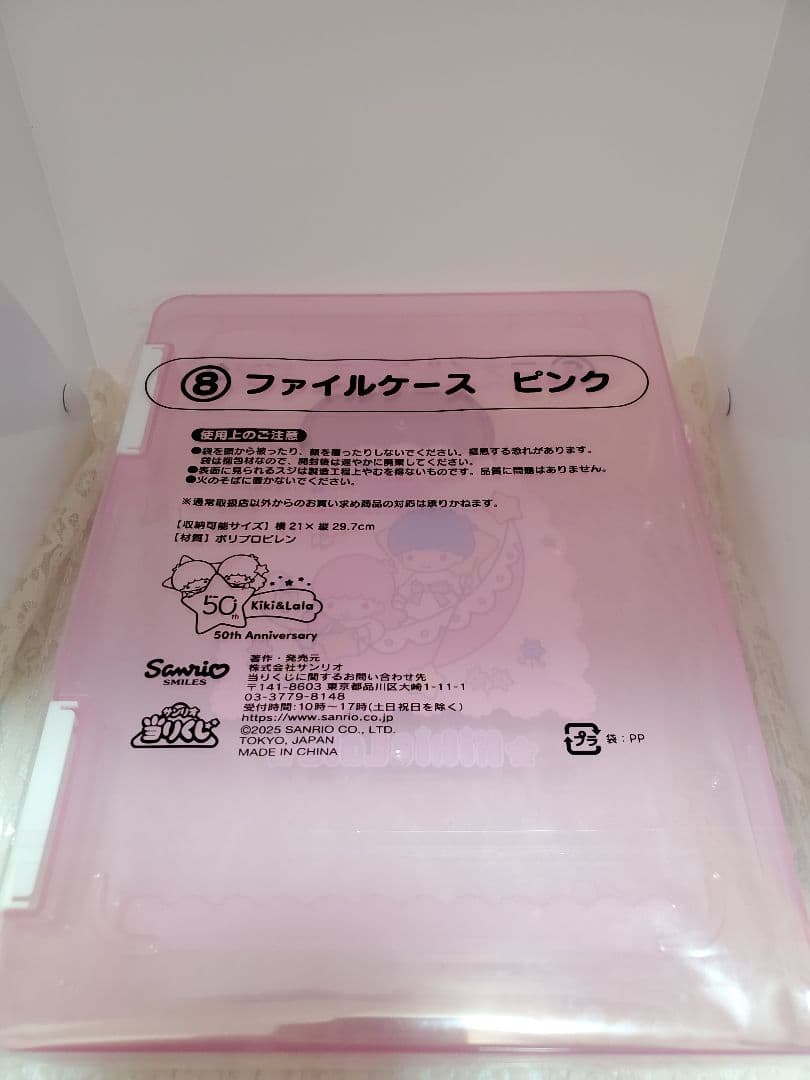 ⑧ ファイルケース ピンク
使用上のご注意
●袋を頭から被ったり、顔を覆ったりしないでください。窒息する恐れがあります。
袋は梱包材なので、開封後は速やかに廃棄してください。
●表面に見られるスジは製造工程上やむを得ないものです。品質に問題はありません。
●火のそばに置かないでください。
※通常取扱店以外からのお買い求め商品の対応は承りかねます。
【収納可能サイズ】横21×縦29.7cm
【材質】ポリプロピレン
50th Kiki&Lala
50th Anniversary
Sanrio
SMILES
サンリオ
当りくじ
著作・発売元
株式会社サンリオ
当りくじに関するお問い合わせ先
〒141-8603 東京都品川区大崎1-11-1
03-3779-8148
受付時間:10時～17時(土日祝日を除く)
https://www.sanrio.co.jp
©2025 SANRIO CO., LTD.
TOKYO, JAPAN
MADE IN CHINA
プラ 袋:PP